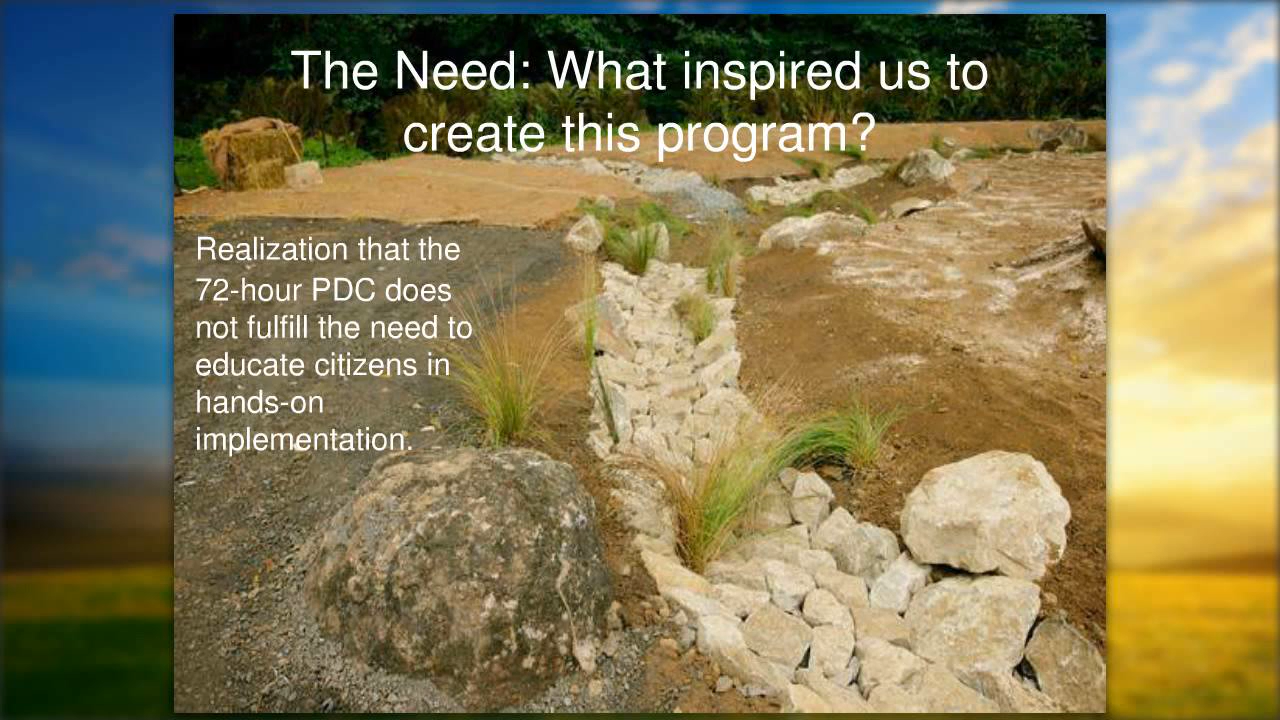 The Need: What inspired us to
create this program?
Realization that the
72-hour PDC does
not fulfill the need to
educate citizens in
hands-on
implementation.